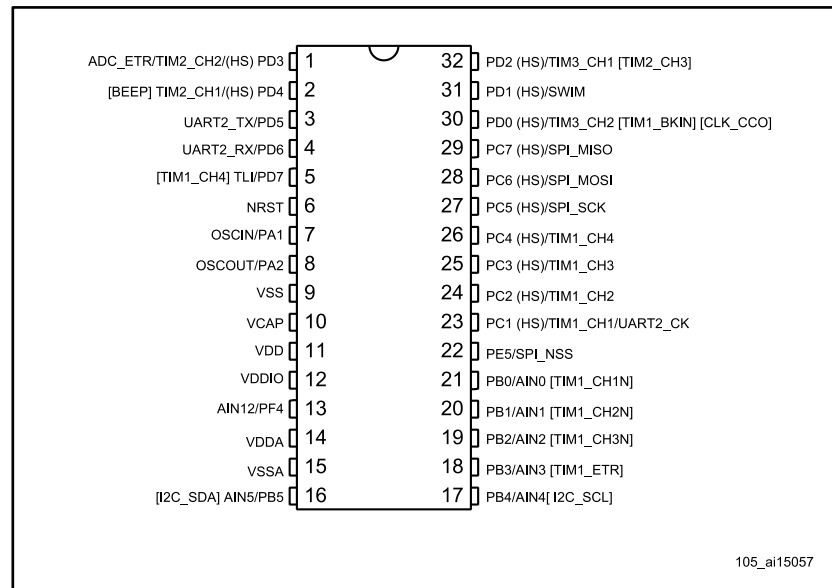 ADC_ETR/TIM2_CH2/(HS) PD3 1 32 PD2 (HS)/TIM3_CH1 [TIM2_CH3]
[BEEP] TIM2_CH1/(HS) PD4 2 31 PD1 (HS)/SWIM
UART2_TX/PD5 3 30 PD0 (HS)/TIM3_CH2 [TIM1_BKIN] [CLK_CCO]
UART2_RX/PD6 4 29 PC7 (HS)/SPI_MISO
[TIM1_CH4] TLI/PD7 5 28 PC6 (HS)/SPI_MOSI
NRST 6 27 PC5 (HS)/SPI_SCK
OSCIN/PA1 7 26 PC4 (HS)/TIM1_CH4
OSCOUT/PA2 8 25 PC3 (HS)/TIM1_CH3
VSS 9 24 PC2 (HS)/TIM1_CH2
VCAP 10 23 PC1 (HS)/TIM1_CH1/UART2_CK
VDD 11 22 PE5/SPI_NSS
VDDIO 12 21 PB0/AIN0 [TIM1_CH1N]
AIN12/PF4 13 20 PB1/AIN1 [TIM1_CH2N]
VDDA 14 19 PB2/AIN2 [TIM1_CH3N]
VSSA 15 18 PB3/AIN3 [TIM1_ETR]
[I2C_SDA] AIN5/PB5 16 17 PB4/AIN4[ I2C_SCL]
105_ai15057